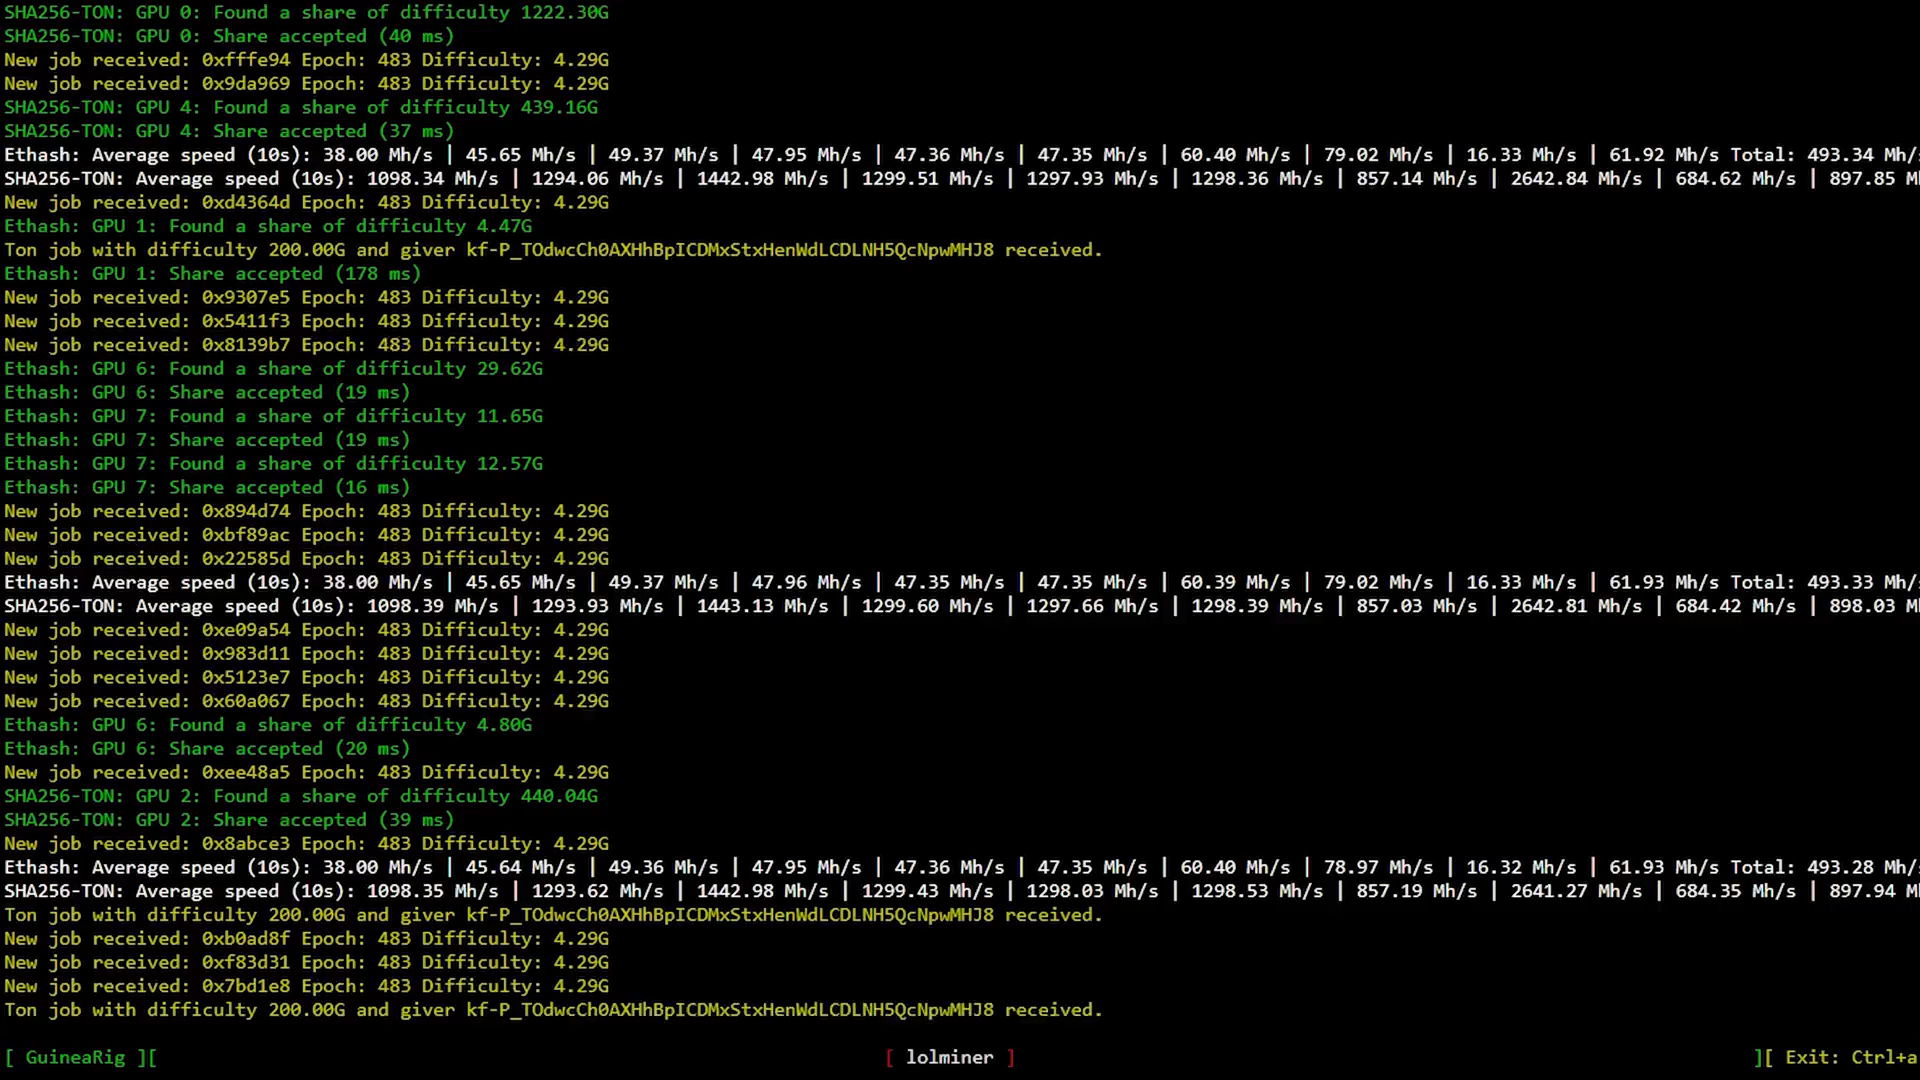 SHA256-TON: GPU 0: Found a share of difficulty 1222.30G
SHA256-TON: GPU 0: Share accepted (40 ms)
New job received: 0xfffe94 Epoch: 483 Difficulty: 4.29G
New job received: 0x9da969 Epoch: 483 Difficulty: 4.29G
SHA256-TON: GPU 4: Found a share of difficulty 439.16G
SHA256-TON: GPU 4: Share accepted (37 ms)
Ethash: Average speed (10s): 38.00 Mh/s | 45.65 Mh/s | 49.37 Mh/s | 47.95 Mh/s | 47.36 Mh/s | 47.35 Mh/s | 60.40 Mh/s | 79.02 Mh/s | 16.33 Mh/s | 61.92 Mh/s Total: 493.34 Mh/
SHA256-TON: Average speed (10s): 1098.34 Mh/s | 1294.06 Mh/s | 1442.98 Mh/s | 1299.51 Mh/s | 1297.93 Mh/s | 1298.36 Mh/s | 857.14 Mh/s | 2642.84 Mh/s | 684.62 Mh/s | 897.85 M
New job received: 0xd4364d Epoch: 483 Difficulty: 4.29G
Ethash: GPU 1: Found a share of difficulty 4.47G
Ton job with difficulty 200.00G and giver kf-P_TOdwcCh0AXHhBpICDMxStxHenWdLCDLNH5QcNpwMHJ8 received.
Ethash: GPU 1: Share accepted (178 ms)
New job received: 0x9307e5 Epoch: 483 Difficulty: 4.29G
New job received: 0x5411f3 Epoch: 483 Difficulty: 4.29G
New job received: 0x8139b7 Epoch: 483 Difficulty: 4.29G
Ethash: GPU 6: Found a share of difficulty 29.62G
Ethash: GPU 6: Share accepted (19 ms)
Ethash: GPU 7: Found a share of difficulty 11.65G
Ethash: GPU 7: Share accepted (19 ms)
Ethash: GPU 7: Found a share of difficulty 12.57G
Ethash: GPU 7: Share accepted (16 ms)
New job received: 0x894d74 Epoch: 483 Difficulty: 4.29G
New job received: 0xbf89ac Epoch: 483 Difficulty: 4.29G
New job received: 0x22585d Epoch: 483 Difficulty: 4.29G
Ethash: Average speed (10s): 38.00 Mh/s | 45.65 Mh/s | 49.37 Mh/s | 47.96 Mh/s | 47.35 Mh/s | 47.35 Mh/s | 60.39 Mh/s | 79.02 Mh/s | 16.33 Mh/s | 61.93 Mh/s Total: 493.33 Mh/
SHA256-TON: Average speed (10s): 1098.39 Mh/s | 1293.93 Mh/s | 1443.13 Mh/s | 1299.60 Mh/s | 1297.66 Mh/s | 1298.39 Mh/s | 857.03 Mh/s | 2642.81 Mh/s | 684.42 Mh/s | 898.03 M
New job received: 0xe09a54 Epoch: 483 Difficulty: 4.29G
New job received: 0x983d11 Epoch: 483 Difficulty: 4.29G
New job received: 0x5123e7 Epoch: 483 Difficulty: 4.29G
New job received: 0x60a067 Epoch: 483 Difficulty: 4.29G
Ethash: GPU 6: Found a share of difficulty 4.80G
Ethash: GPU 6: Share accepted (20 ms)
New job received: 0xee48a5 Epoch: 483 Difficulty: 4.29G
SHA256-TON: GPU 2: Found a share of difficulty 440.04G
SHA256-TON: GPU 2: Share accepted (39 ms)
New job received: 0x8abce3 Epoch: 483 Difficulty: 4.29G
Ethash: Average speed (10s): 38.00 Mh/s | 45.64 Mh/s | 49.36 Mh/s | 47.95 Mh/s | 47.36 Mh/s | 47.35 Mh/s | 60.40 Mh/s | 78.97 Mh/s | 16.32 Mh/s | 61.93 Mh/s Total: 493.28 Mh/
SHA256-TON: Average speed (10s): 1098.35 Mh/s | 1293.62 Mh/s | 1442.98 Mh/s | 1299.43 Mh/s | 1298.03 Mh/s | 1298.53 Mh/s | 857.19 Mh/s | 2641.27 Mh/s | 684.35 Mh/s | 897.94 M
Ton job with difficulty 200.00G and giver kf-P_TOdwcCh0AXHhBpICDMxStxHenWdLCDLNH5QcNpwMHJ8 received.
New job received: 0xb0ad8f Epoch: 483 Difficulty: 4.29G
New job received: 0xf83d31 Epoch: 483 Difficulty: 4.29G
New job received: 0x7bd1e8 Epoch: 483 Difficulty: 4.29G
Ton job with difficulty 200.00G and giver kf-P_TOdwcCh0AXHhBpICDMxStxHenWdLCDLNH5QcNpwMHJ8 received.
[ GuineaRig ][ [ lolminer ] ][ Exit: Ctrl+a